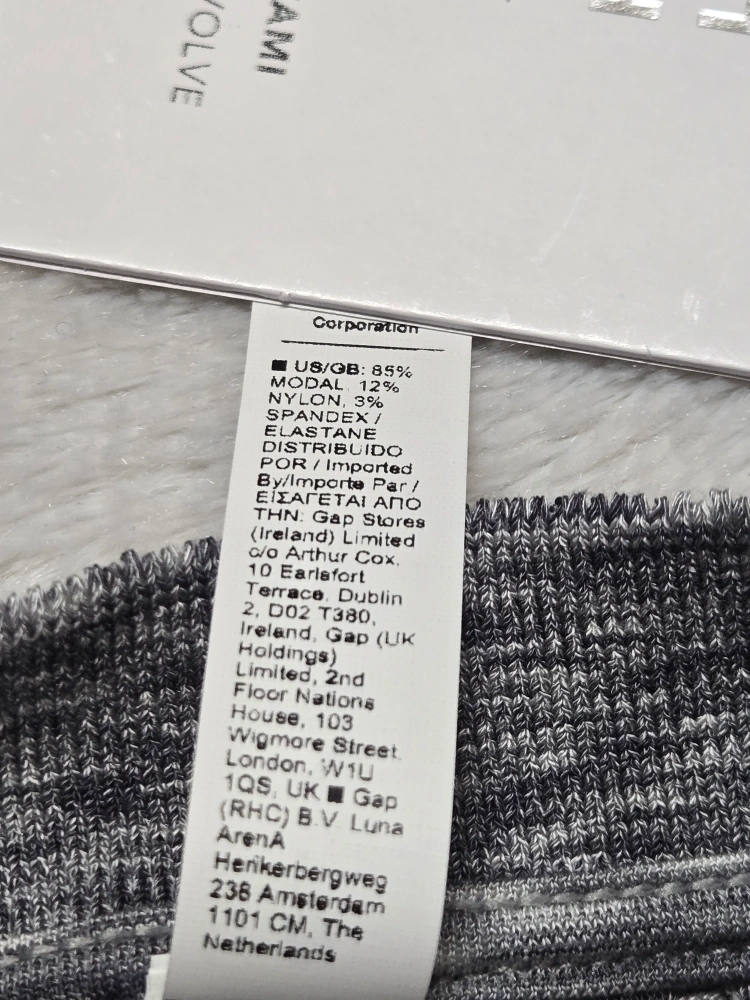 AMI
VOLVE
Corporation
■ US/GB: 85%
MODAL, 12%
NYLON, 3%
SPANDEX /
ELASTANE
DISTRIBUIDO
POR / Imported
By/Importe Par /
ΕΙΣΑΓΕΤΑΙ ΑΠΟ
ΤΗΝ: Gap Stores
(Ireland) Limited
c/o Arthur Cox,
10 Earlsfort
Terrace, Dublin
2, D02 T380,
Ireland, Gap (UK
Holdings)
Limited, 2nd
Floor Nations
House, 103
Wigmore Street,
London, W1U
1QS, UK ■ Gap
(RHC) B.V. Luna
ArenA
Herikerbergweg
238 Amsterdam
1101 CM, The
Netherlands